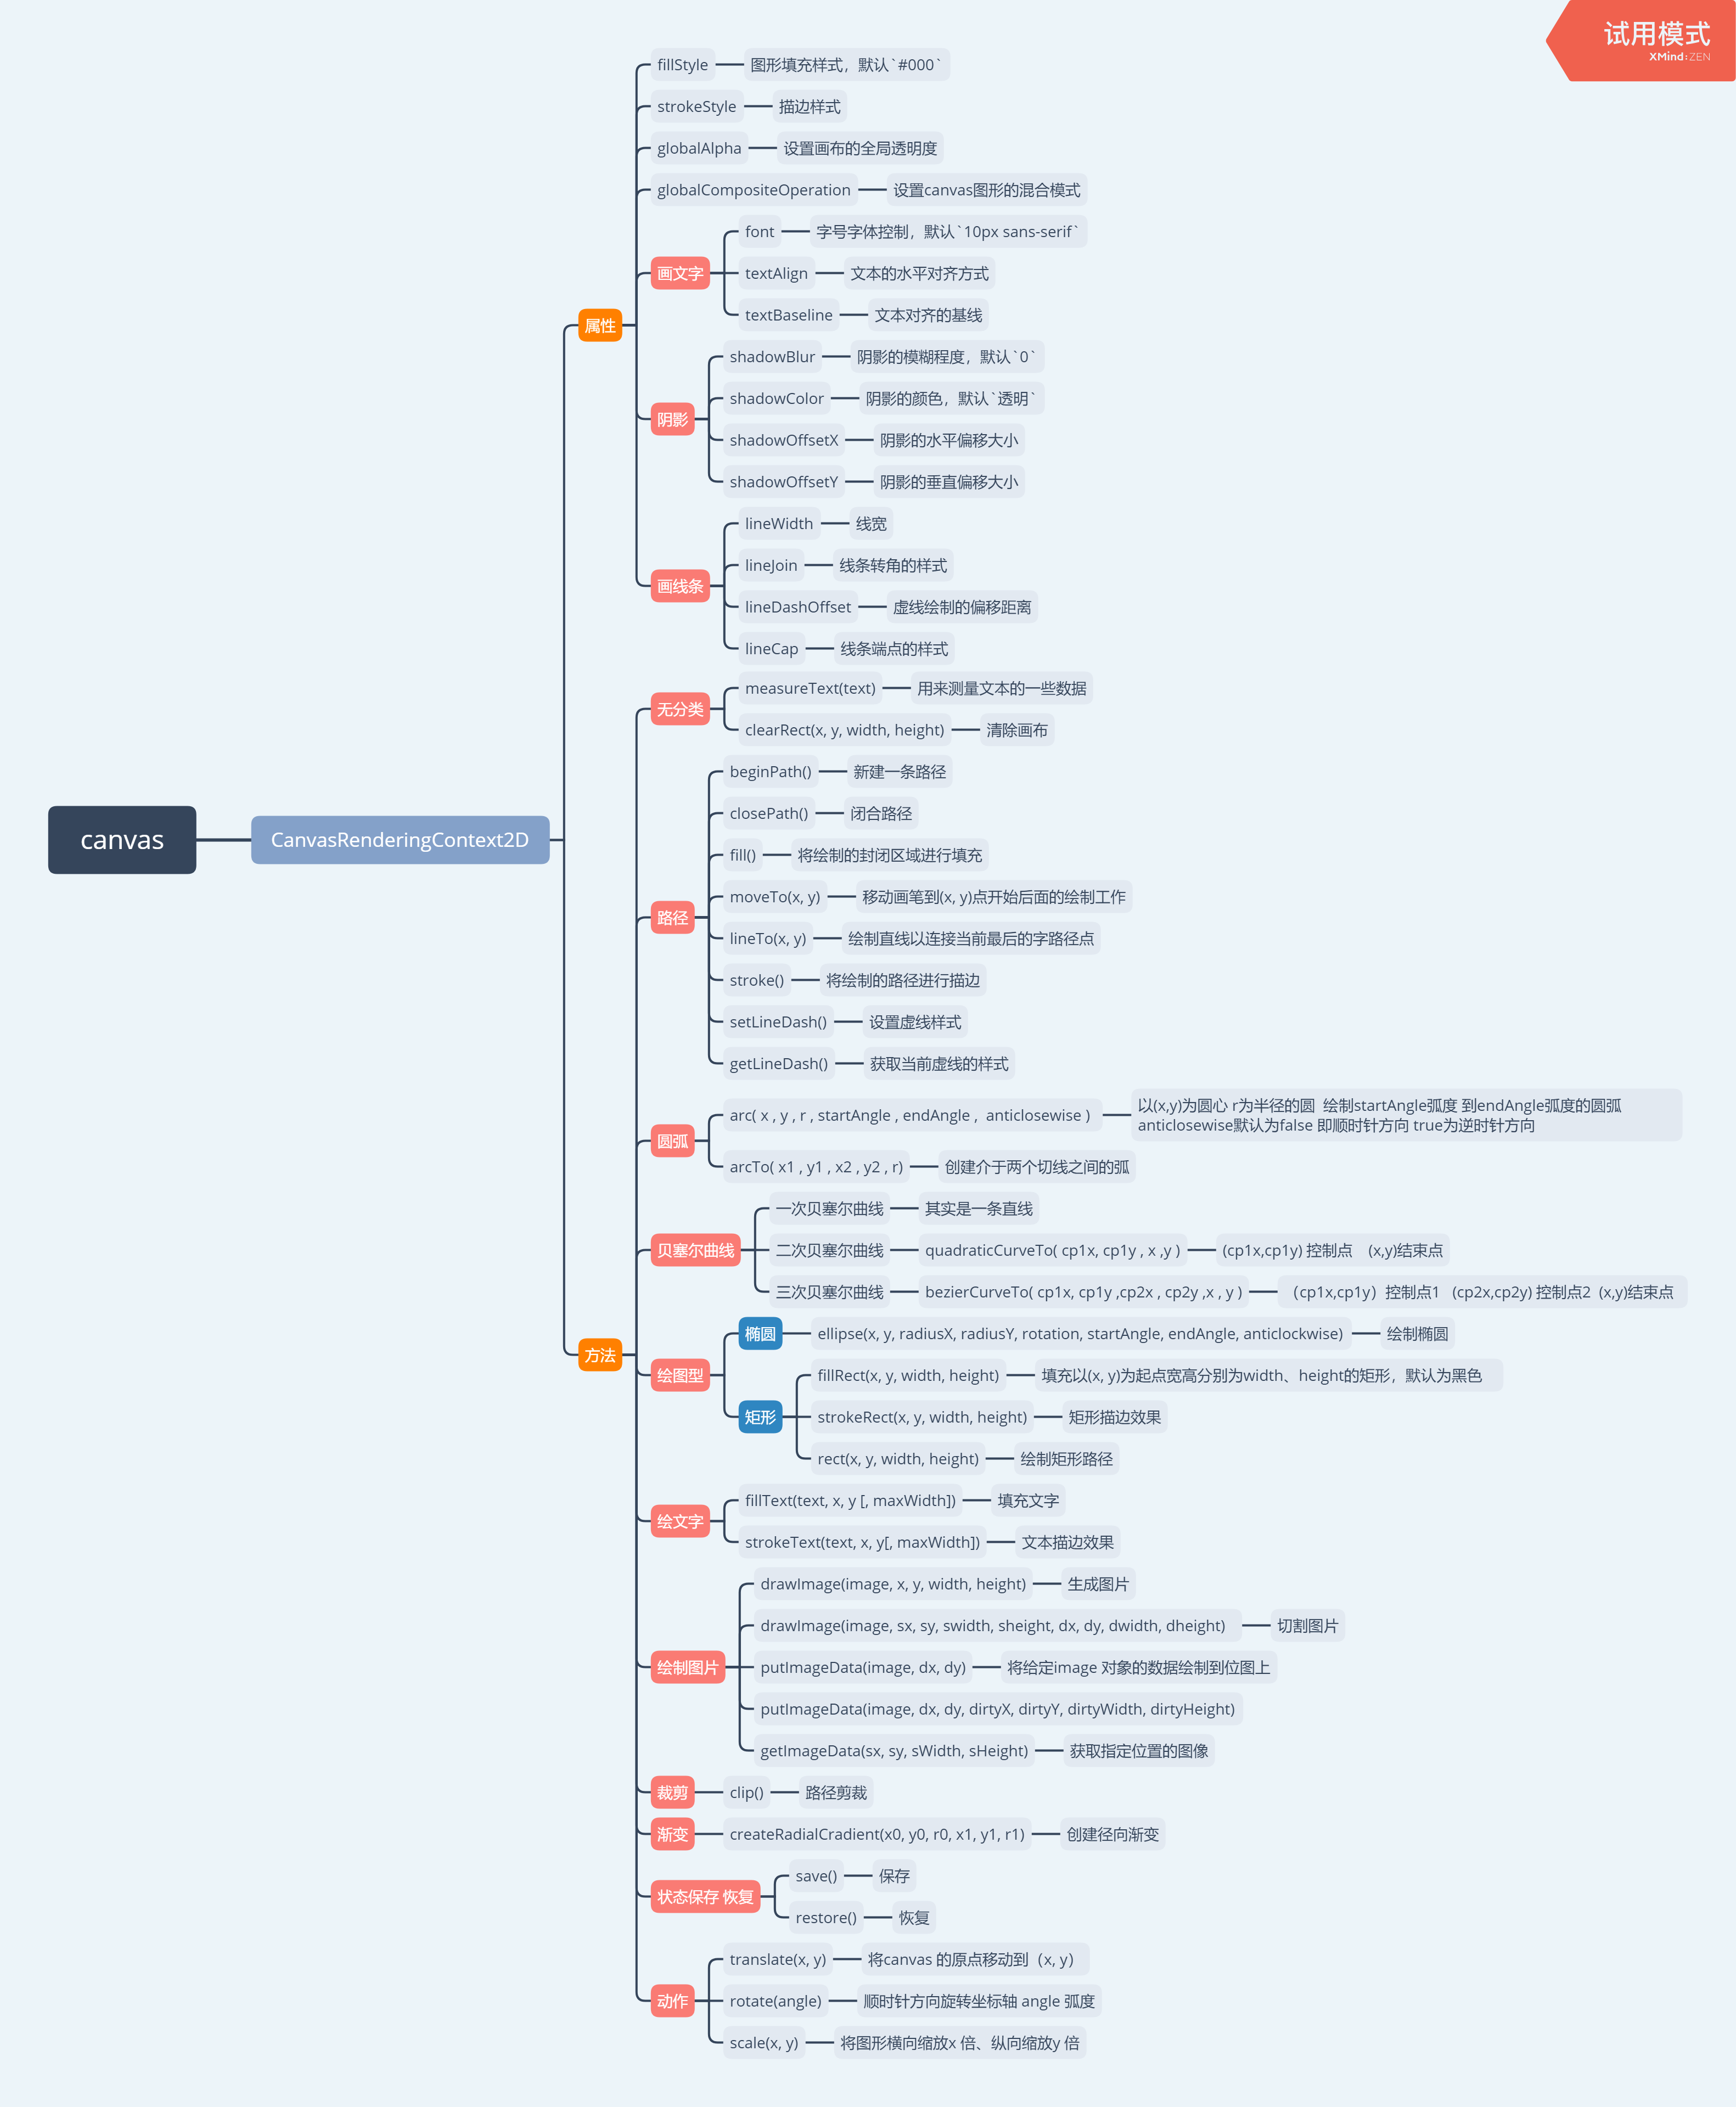 试用模式
XMind:ZEN
canvas
CanvasRenderingContext2D
属性
fillStyle
图形填充样式，默认`#000`
strokeStyle
描边样式
globalAlpha
设置画布的全局透明度
globalCompositeOperation
设置canvas图形的混合模式
画文字
font
字号字体控制，默认`10px sans-serif`
textAlign
文本的水平对齐方式
textBaseline
文本对齐的基线
阴影
shadowBlur
阴影的模糊程度，默认`0`
shadowColor
阴影的颜色，默认`透明`
shadowOffsetX
阴影的水平偏移大小
shadowOffsetY
阴影的垂直偏移大小
画线条
lineWidth
线宽
lineJoin
线条转角的样式
lineDashOffset
虚线绘制的偏移距离
lineCap
线条端点的样式
方法
无分类
measureText(text)
用来测量文本的一些数据
clearRect(x, y, width, height)
清除画布
路径
beginPath()
新建一条路径
closePath()
闭合路径
fill()
将绘制的封闭区域进行填充
moveTo(x, y)
移动画笔到(x, y)点开始后面的绘制工作
lineTo(x, y)
绘制直线以连接当前最后的字路径点
stroke()
将绘制的路径进行描边
setLineDash()
设置虚线样式
getLineDash()
获取当前虚线的样式
圆弧
arc( x , y , r , startAngle , endAngle ,  anticlosewise )
以(x,y)为圆心 r为半径的圆  绘制startAngle弧度 到endAngle弧度的圆弧
anticlosewise默认为false 即顺时针方向 true为逆时针方向
arcTo( x1 , y1 , x2 , y2 , r)
创建介于两个切线之间的弧
贝塞尔曲线
一次贝塞尔曲线
其实是一条直线
二次贝塞尔曲线
quadraticCurveTo( cp1x, cp1y , x ,y )
(cp1x,cp1y) 控制点    (x,y)结束点
三次贝塞尔曲线
bezierCurveTo( cp1x, cp1y ,cp2x , cp2y ,x , y )
（cp1x,cp1y）控制点1   (cp2x,cp2y) 控制点2  (x,y)结束点
绘图型
椭圆
ellipse(x, y, radiusX, radiusY, rotation, startAngle, endAngle, anticlockwise)
绘制椭圆
矩形
fillRect(x, y, width, height)
填充以(x, y)为起点宽高分别为width、height的矩形，默认为黑色
strokeRect(x, y, width, height)
矩形描边效果
rect(x, y, width, height)
绘制矩形路径
绘文字
fillText(text, x, y [, maxWidth])
填充文字
strokeText(text, x, y[, maxWidth])
文本描边效果
绘制图片
drawImage(image, x, y, width, height)
生成图片
drawImage(image, sx, sy, swidth, sheight, dx, dy, dwidth, dheight)
切割图片
putImageData(image, dx, dy)
将给定image 对象的数据绘制到位图上
putImageData(image, dx, dy, dirtyX, dirtyY, dirtyWidth, dirtyHeight)
getImageData(sx, sy, sWidth, sHeight)
获取指定位置的图像
裁剪
clip()
路径剪裁
渐变
createRadialCradient(x0, y0, r0, x1, y1, r1)
创建径向渐变
状态保存 恢复
save()
保存
restore()
恢复
动作
translate(x, y)
将canvas 的原点移动到（x, y）
rotate(angle)
顺时针方向旋转坐标轴 angle 弧度
scale(x, y)
将图形横向缩放x 倍、纵向缩放y 倍